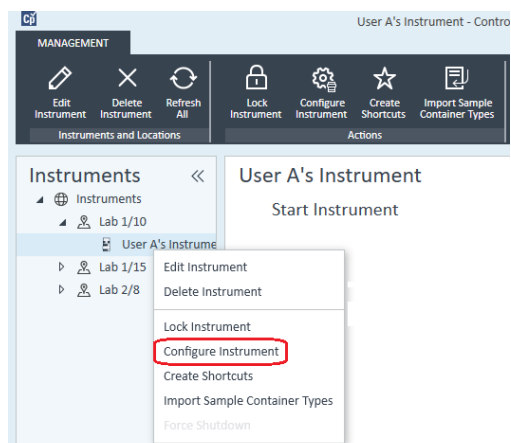 Cp
User A's Instrument - Contro
MANAGEMENT
Edit Instrument
Delete Instrument
Refresh All
Lock Instrument
Configure Instrument
Create Shortcuts
Import Sample Container Types
Instruments and Locations
Actions
Instruments
User A's Instrument
Instruments
Start Instrument
Lab 1/10
User A's Instrume
Lab 1/15
Edit Instrument
Lab 2/8
Delete Instrument
Lock Instrument
Configure Instrument
Create Shortcuts
Import Sample Container Types
Force Shutdown